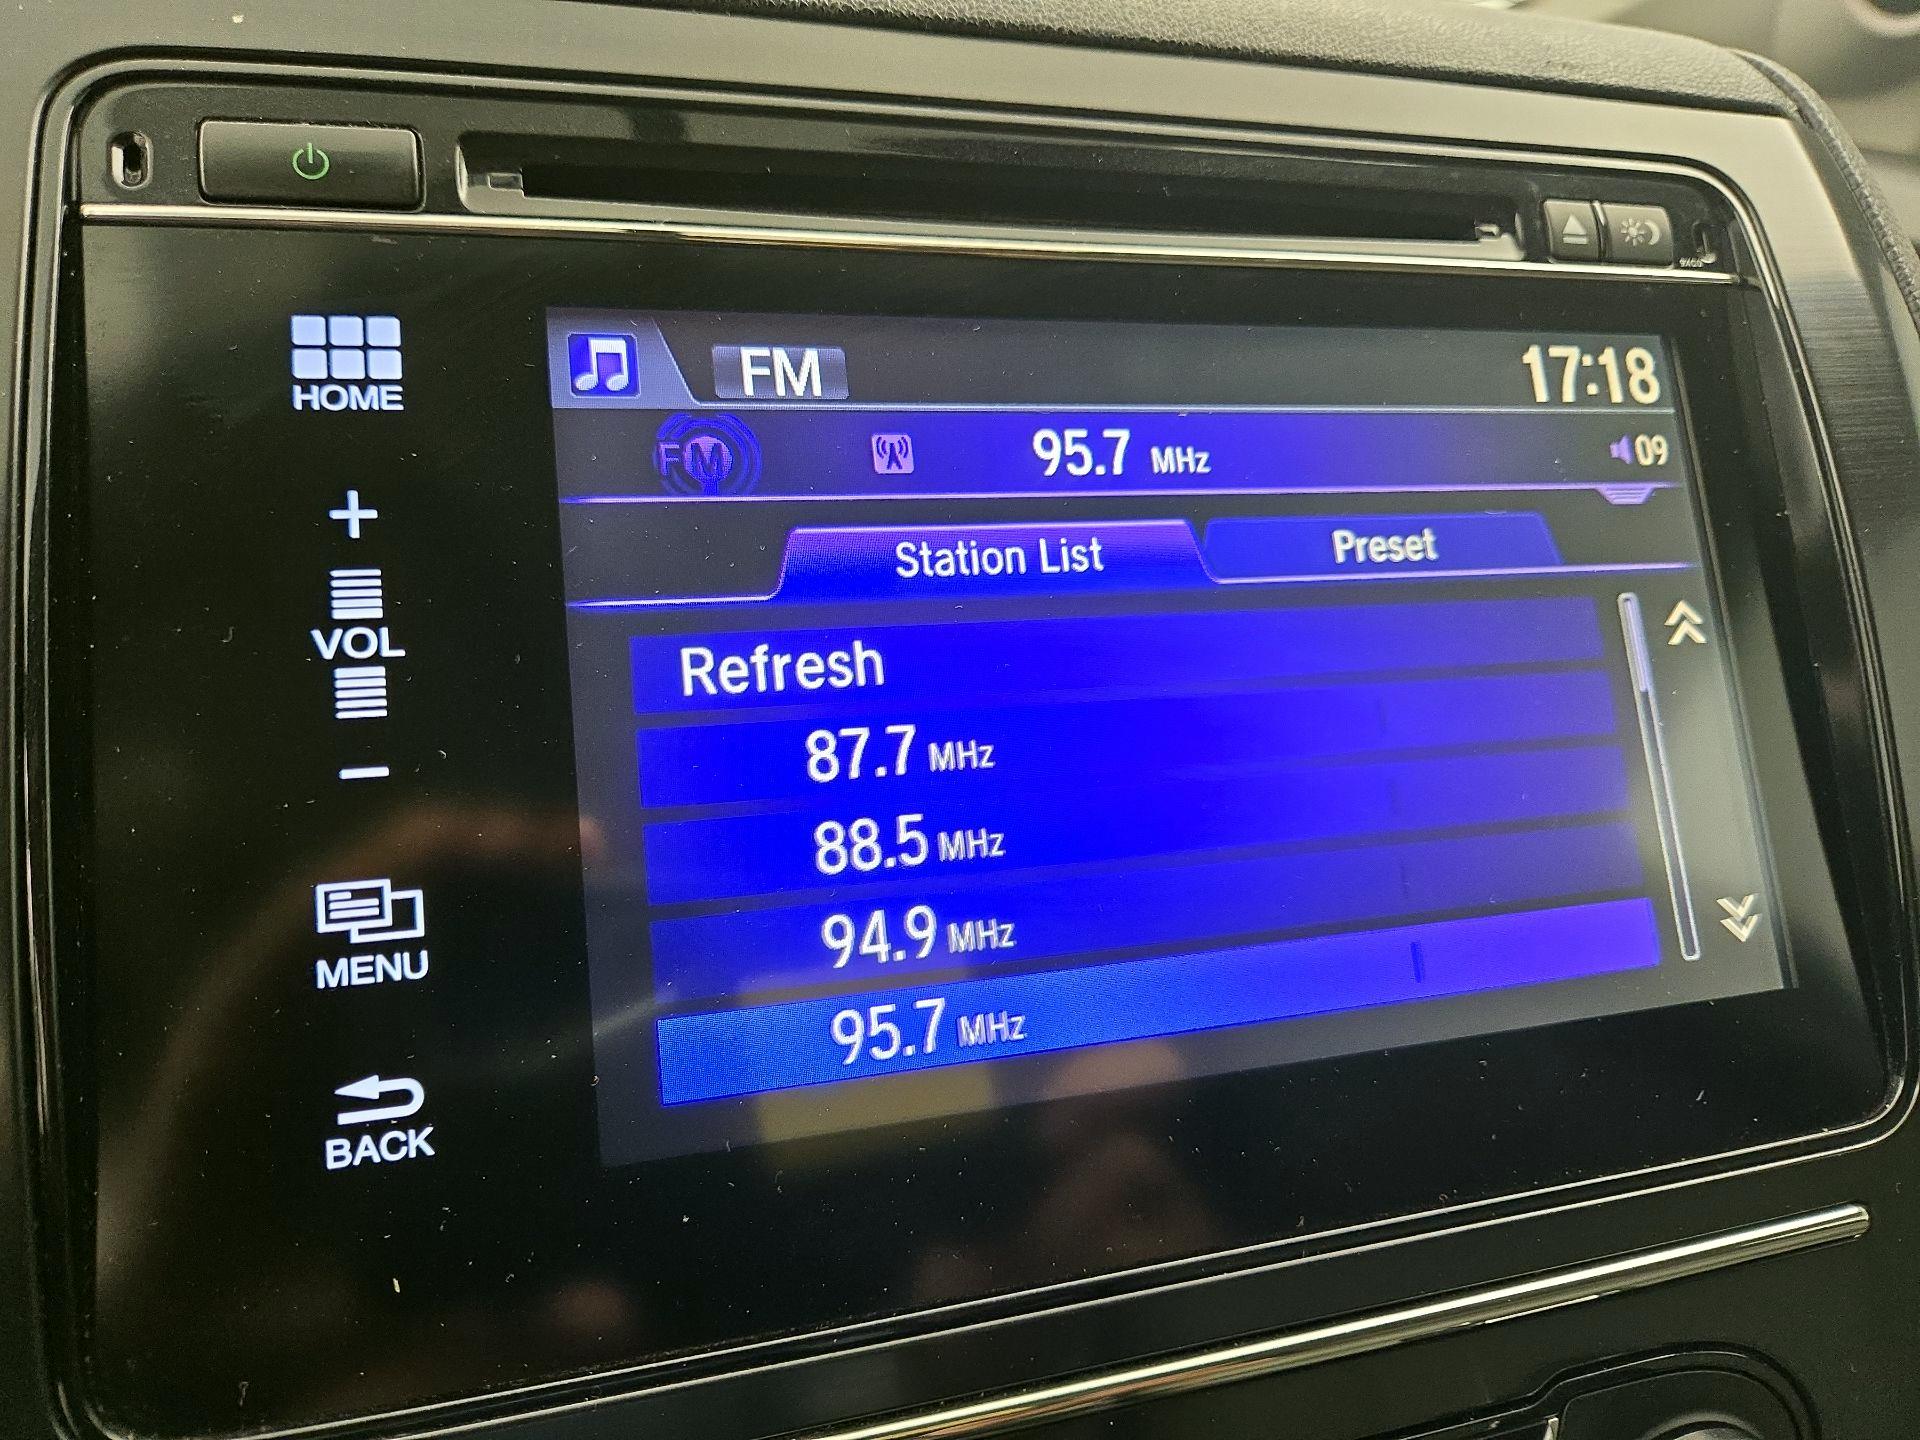 FM 17:18
FM 95.7 MHz 09
Station List Preset
Refresh
87.7 MHz
88.5 MHz
94.9 MHz
95.7 MHz
HOME
+
VOL
−
MENU
BACK